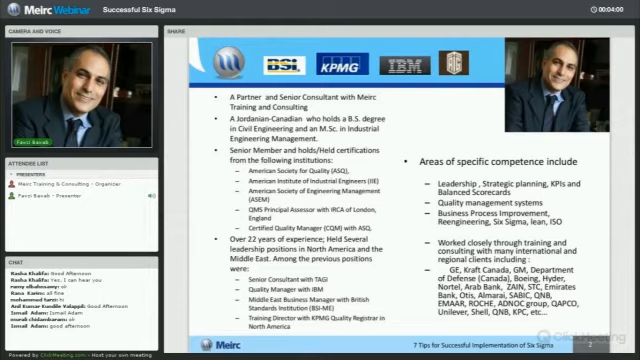 Meirc Webinar
Successful Six Sigma
00:04:00
CAMERA AND VOICE
SHARE
Favzi Bavab
ATTENDEE LIST
PRESENTERS
Meirc Training & Consulting - Organizer
Favzi Bavab - Presenter
CHAT
Rasha Khalifa: Good Afternoon
Rasha Khalifa: Yes, I can hear you
ramy elbahossany: ok
Rana Karim: all fine
mohammed tarz: hi
Anil Kumar Kundile Valappil: Good afternoon !
Ismail Adam: Ismail Adam
murali chidambaram: ok
Ismail Adam: good afternoon
Powered by ClickMeeting.com - Host your own meeting
BSi.
KPMG
IBM
• A Partner and Senior Consultant with Meirc
Training and Consulting
• A Jordanian-Canadian who holds a B.S. degree
in Civil Engineering and an M.Sc. in Industrial
Engineering Management.
• Senior Member and holds/Held certifications
from the following institutions:
– American Society for Quality (ASQ),
– American Institute of Industrial Engineers (IIE)
– American Society of Engineering Management
(ASEM)
– QMS Principal Assessor with IRCA of London,
England
– Certified Quality Manager (CQM) with ASQ.
• Over 22 years of experience; Held Several
leadership positions in North America and the
Middle East. Among the previous positions
were:
– Senior Consultant with TAGI
– Quality Manager with IBM
– Middle East Business Manager with British
Standards Institution (BSI-ME)
– Training Director with KPMG Quality Registrar in
North America
• Areas of specific competence include
– Leadership , Strategic planning, KPIs and
Balanced Scorecards
– Quality management systems
– Business Process Improvement,
Reengineering, Six Sigma, lean, ISO
– Worked closely through training and
consulting with many international and
regional clients including :
– GE, Kraft Canada, GM, Department of
Defense, (Canada), Boeing, Hyder,
Nortel, Arab Bank, ZAIN, STC, Emirates
Bank, Otis, Almarai, SABIC, QNB,
EMAAR, ROCHE, ADNOC group, QAPCO,
Unilever, Shell, QNB, KPC, etc...
Meirc
7 Tips for Successful Implementation of Six Sigma
2
ClickMeeting